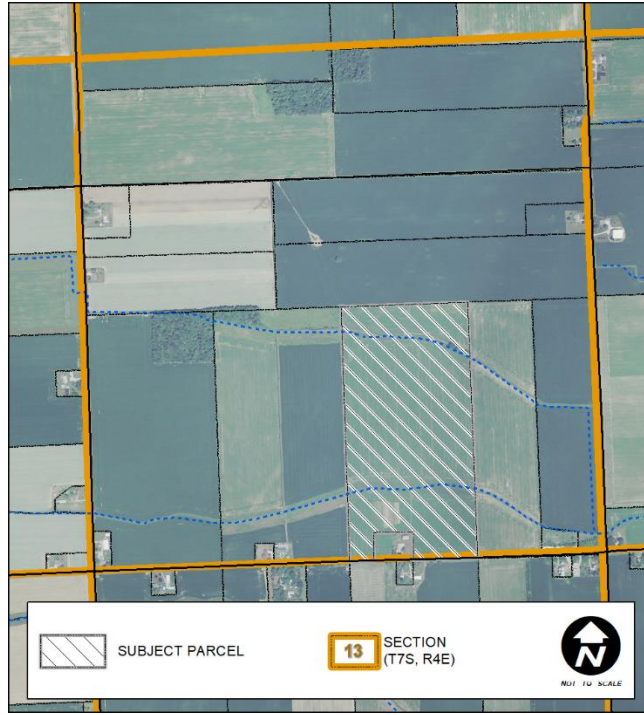 SUBJECT PARCEL
13
SECTION
(T7S, R4E)
N
NOT TO SCALE